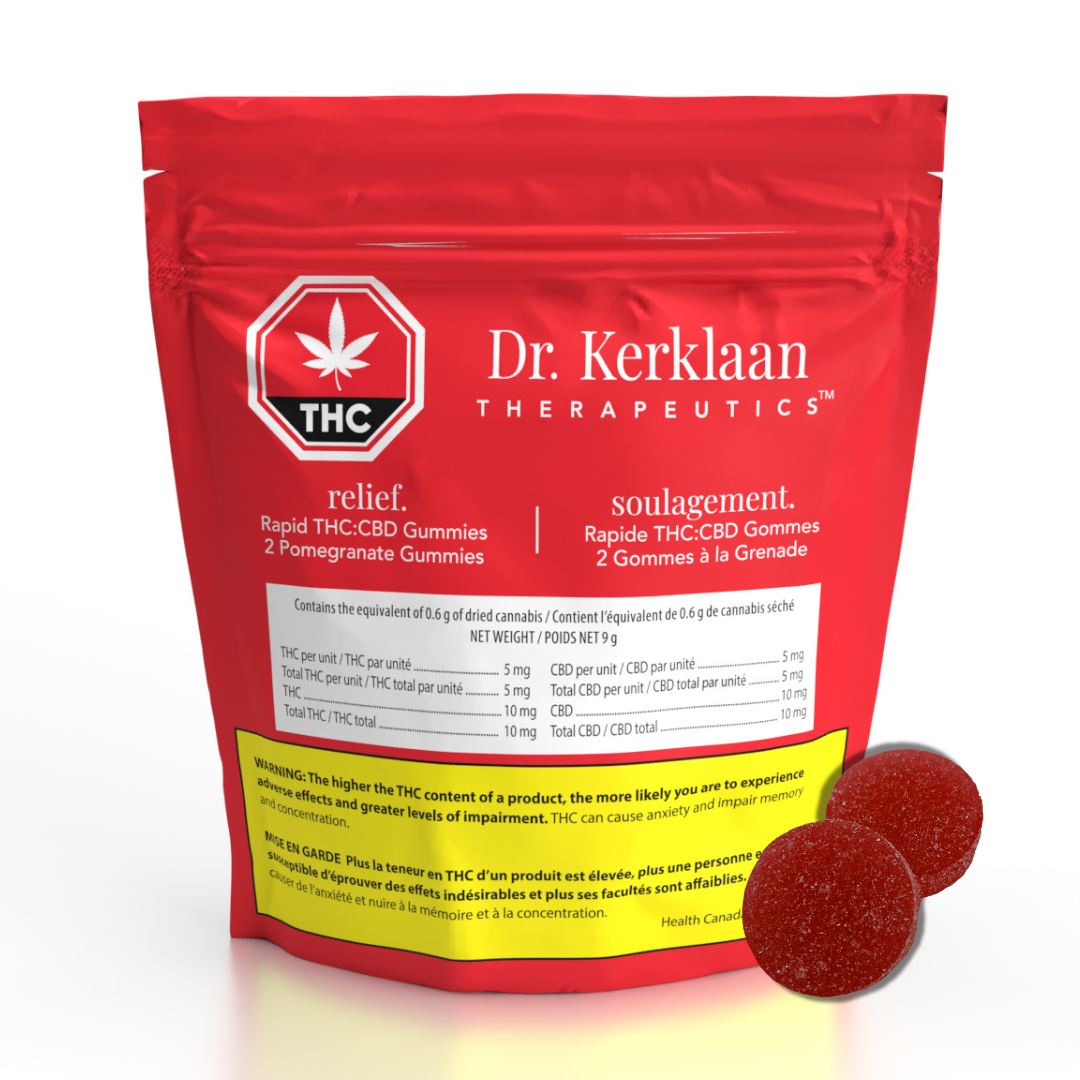 THC
Dr. Kerklaan
THERAPEUTICS™
relief.
Rapid THC:CBD Gummies
2 Pomegranate Gummies
soulagement.
Rapide THC:CBD Gommes
2 Gommes à la Grenade
Contains the equivalent of 0.6 g of dried cannabis / Contient l'équivalent de 0.6 g de cannabis séché
NET WEIGHT / POIDS NET 9 g
THC per unit / THC par unité 5 mg
Total THC per unit / THC total par unité 5 mg
THC 10 mg
Total THC / THC total 10 mg
CBD per unit / CBD par unité 5 mg
Total CBD per unit / CBD total par unité 5 mg
CBD 10 mg
Total CBD / CBD total 10 mg
WARNING: The higher the THC content of a product, the more likely you are to experience
adverse effects and greater levels of impairment. THC can cause anxiety and impair memory
and concentration.
MISE EN GARDE Plus la teneur en THC d'un produit est élevée, plus une personne
susceptible d'éprouver des effets indésirables et plus ses facultés sont affaiblies.
causer de l'anxiété et nuire à la mémoire et à la concentration.
Health Canada